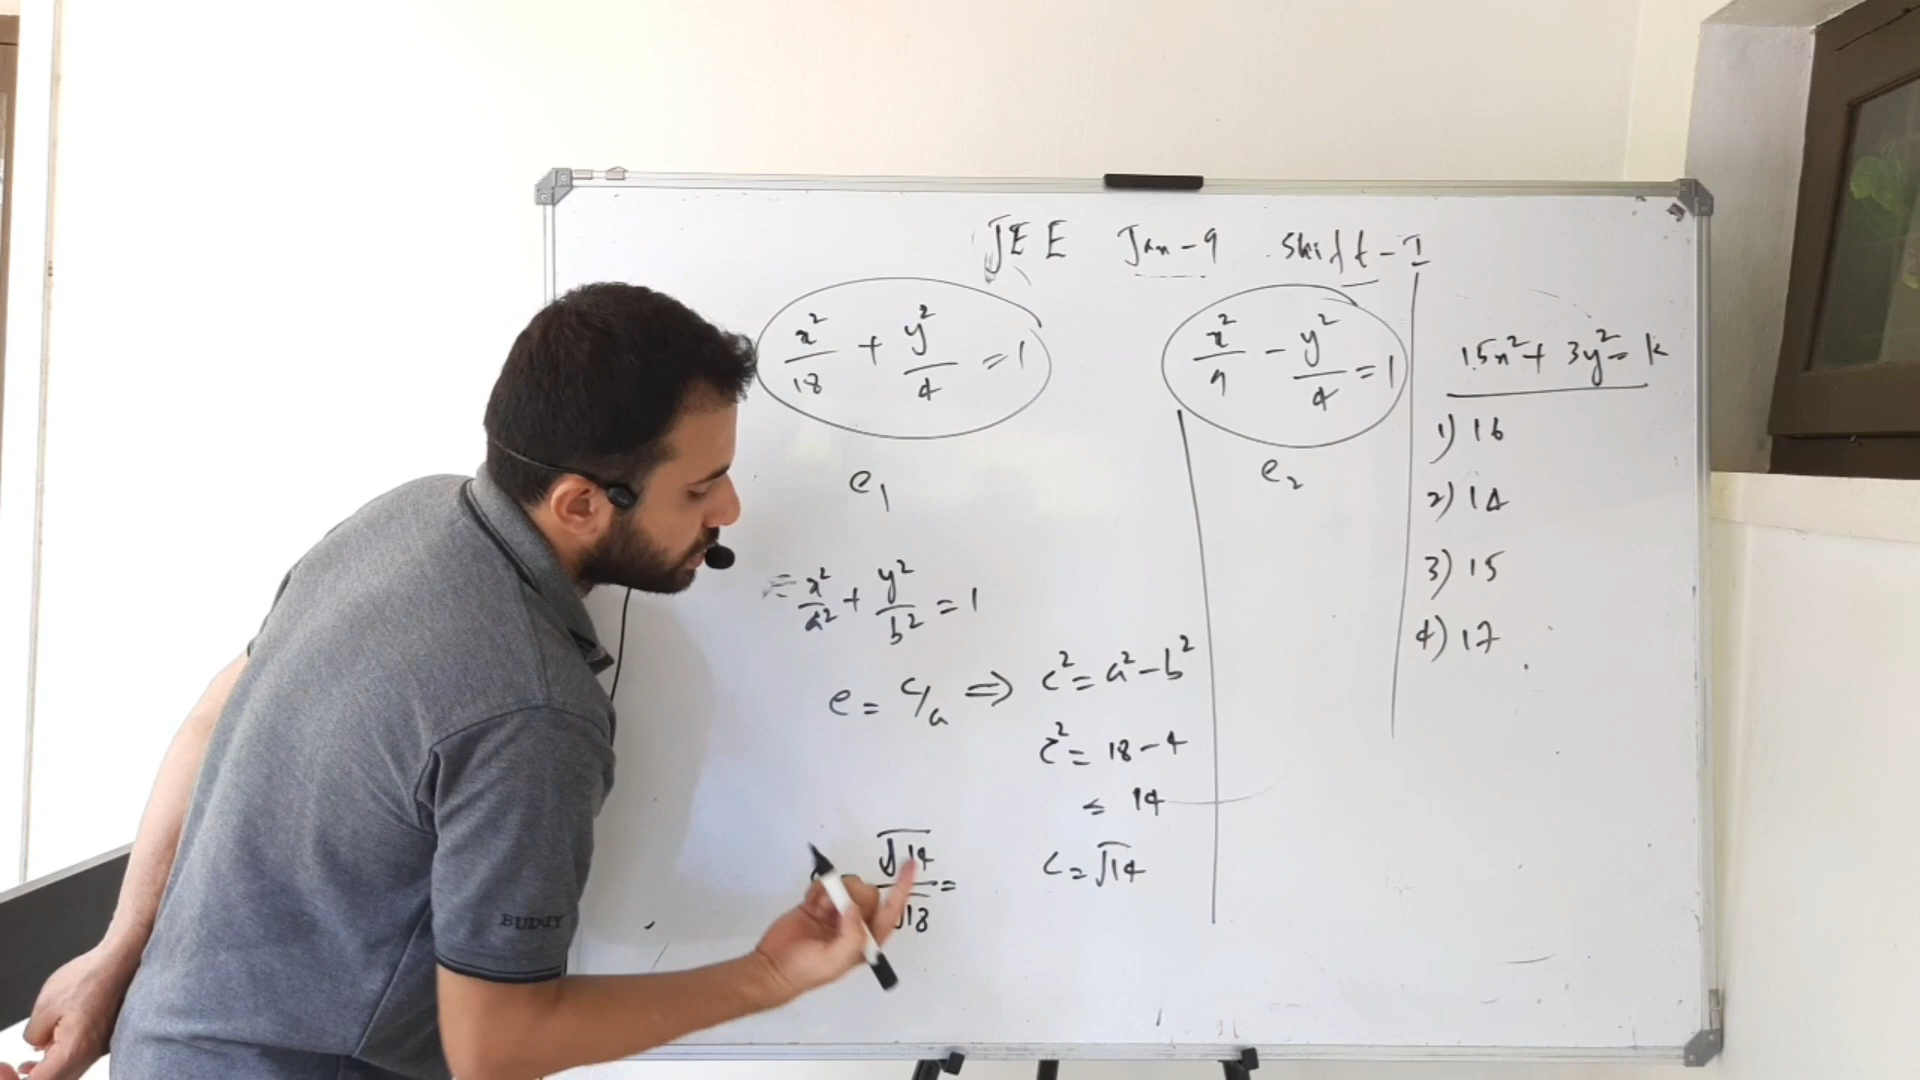 JEE Jan-9 Shift-I
x²/18 + y²/4 = 1
e₁
x²/a² + y²/b² = 1
e = c/a ⇒ c² = a² - b²
c² = 18 - 4
= 14
c = √14
√14/√18 =
x²/9 - y²/4 = 1
e₂
15x² + 3y² = k
1) 16
2) 14
3) 15
4) 17